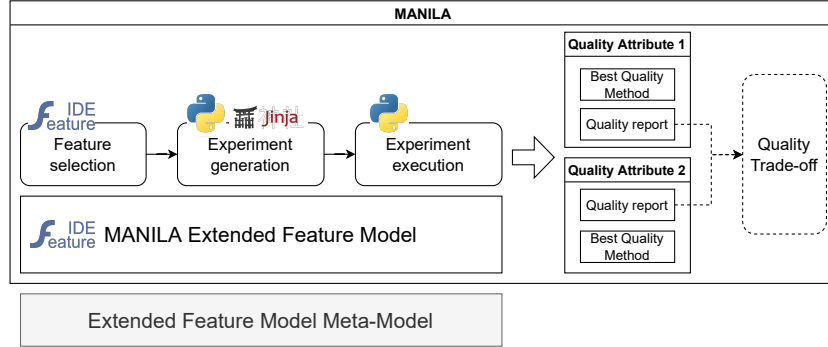 MANILA
IDE
Feature
Feature
selection
神社
Jinja
Experiment
generation
Experiment
execution
Quality Attribute 1
Best Quality
Method
Quality report
Quality Attribute 2
Quality report
Best Quality
Method
Quality
Trade-off
IDE
Feature
MANILA Extended Feature Model
Extended Feature Model Meta-Model